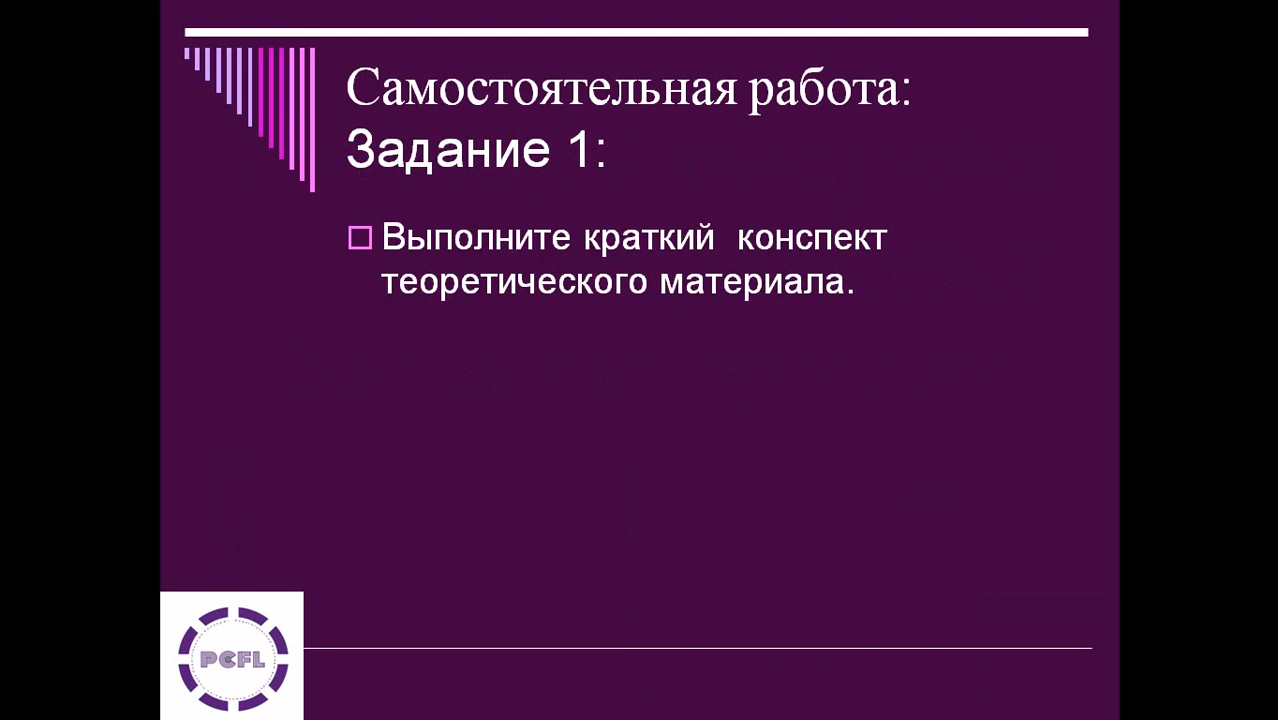 Самостоятельная работа:
Задание 1:
Выполните краткий конспект
теоретического материала.
PCFL